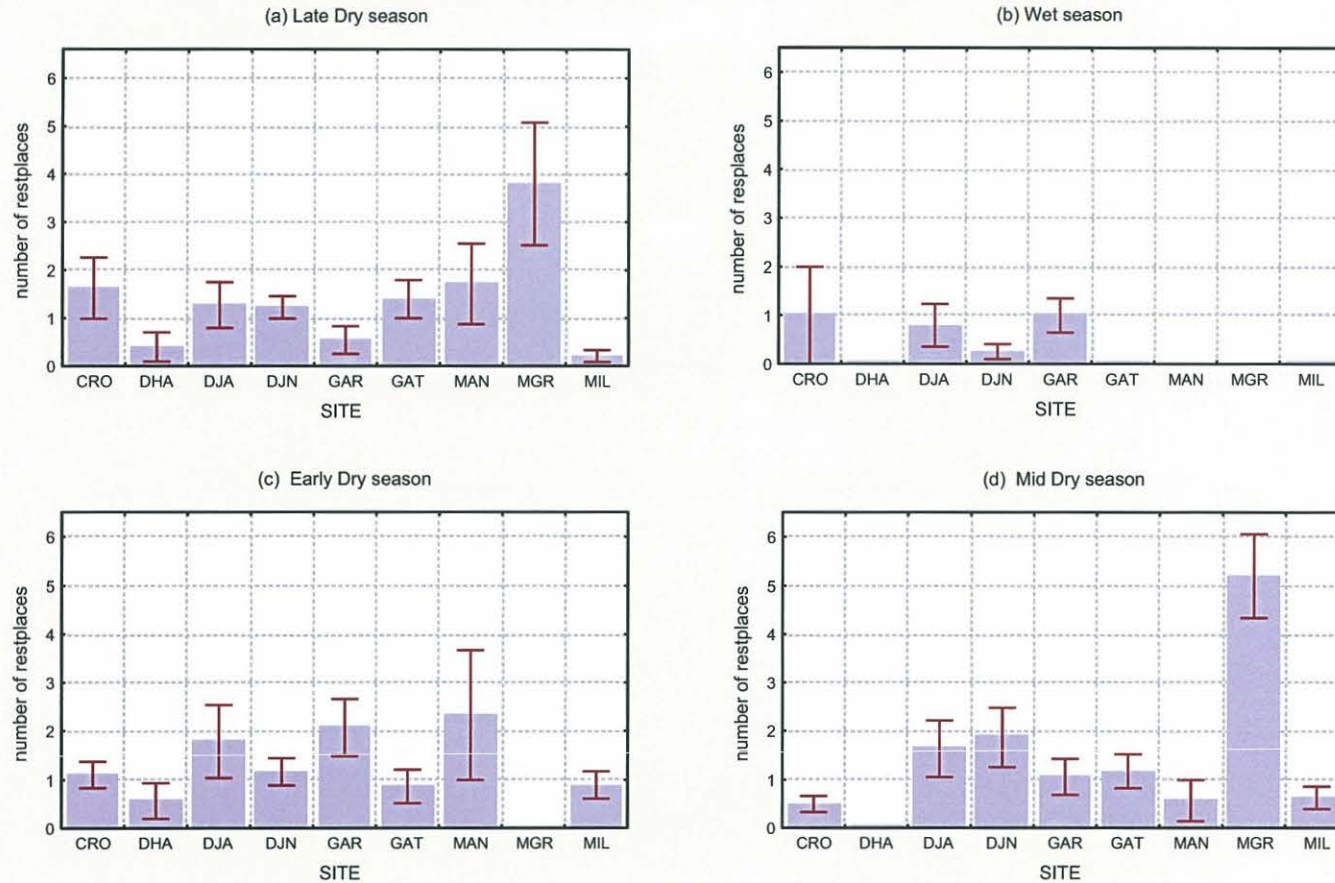 (a) Late Dry season
number of restplaces
6
5
4
3
2
1
0
CRO DHA DJA DJN GAR GAT MAN MGR MIL
SITE
(b) Wet season
number of resplaces
6
5
4
3
2
1
0
CRO DHA DJA DJN GAR GAT MAN MGR MIL
SITE
(c) Early Dry season
number of restplaces
6
5
4
3
2
1
0
CRO DHA DJA DJN GAR GAT MAN MGR MIL
SITE
(d) Mid Dry season
number of restplaces
6
5
4
3
2
1
0
CRO DHA DJA DJN GAR GAT MAN MGR MIL
SITE